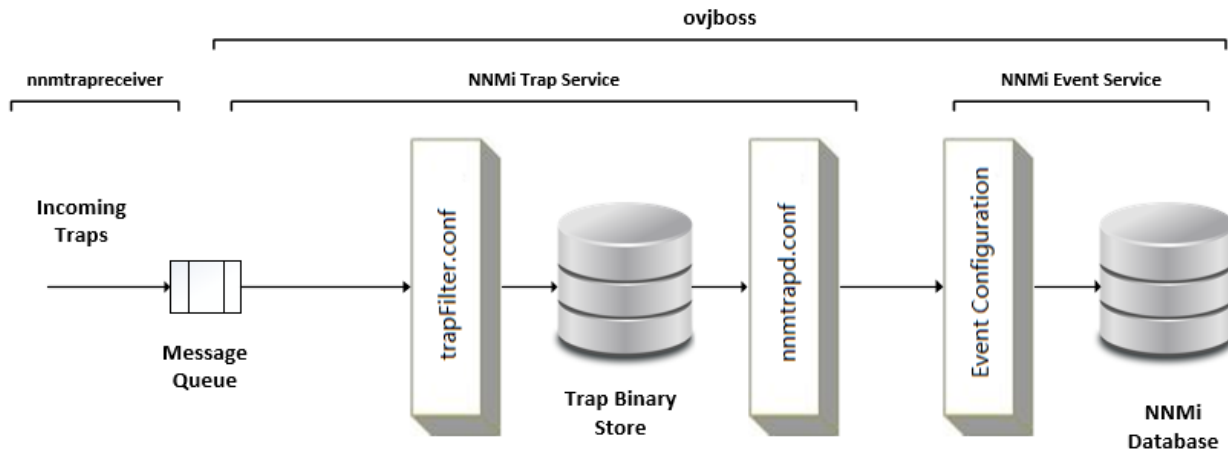 ovjboss
nnmtrapreceiver
NNMi Trap Service
NNMi Event Service
Incoming
Traps
Message
Queue
trapFilter.conf
Trap Binary
Store
nnmtrapd.conf
Event Configuration
NNMi
Database